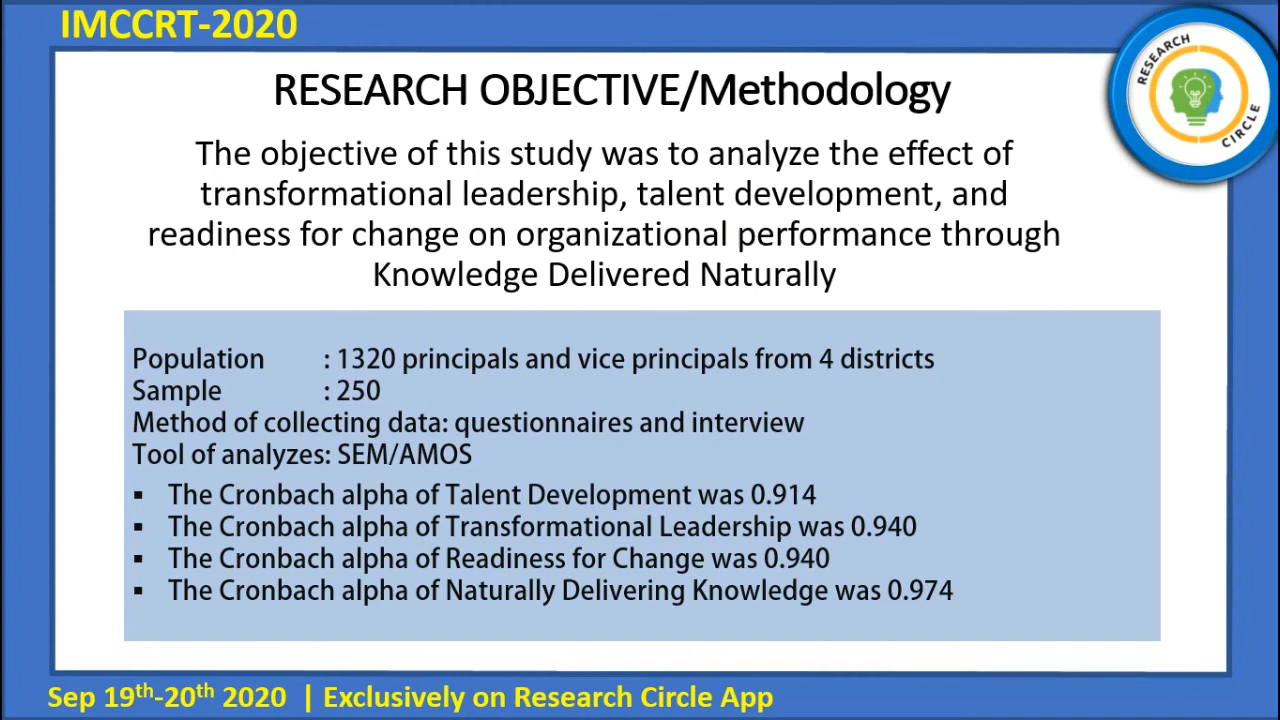 IMCCRT-2020
RESEARCH OBJECTIVE/Methodology
RESEARCH
CIRCLE
The objective of this study was to analyze the effect of
transformational leadership, talent development, and
readiness for change on organizational performance through
Knowledge Delivered Naturally
Population : 1320 principals and vice principals from 4 districts
Sample : 250
Method of collecting data: questionnaires and interview
Tool of analyzes: SEM/AMOS
▪ The Cronbach alpha of Talent Development was 0.914
▪ The Cronbach alpha of Transformational Leadership was 0.940
▪ The Cronbach alpha of Readiness for Change was 0.940
▪ The Cronbach alpha of Naturally Delivering Knowledge was 0.974
Sep 19th-20th 2020 | Exclusively on Research Circle App